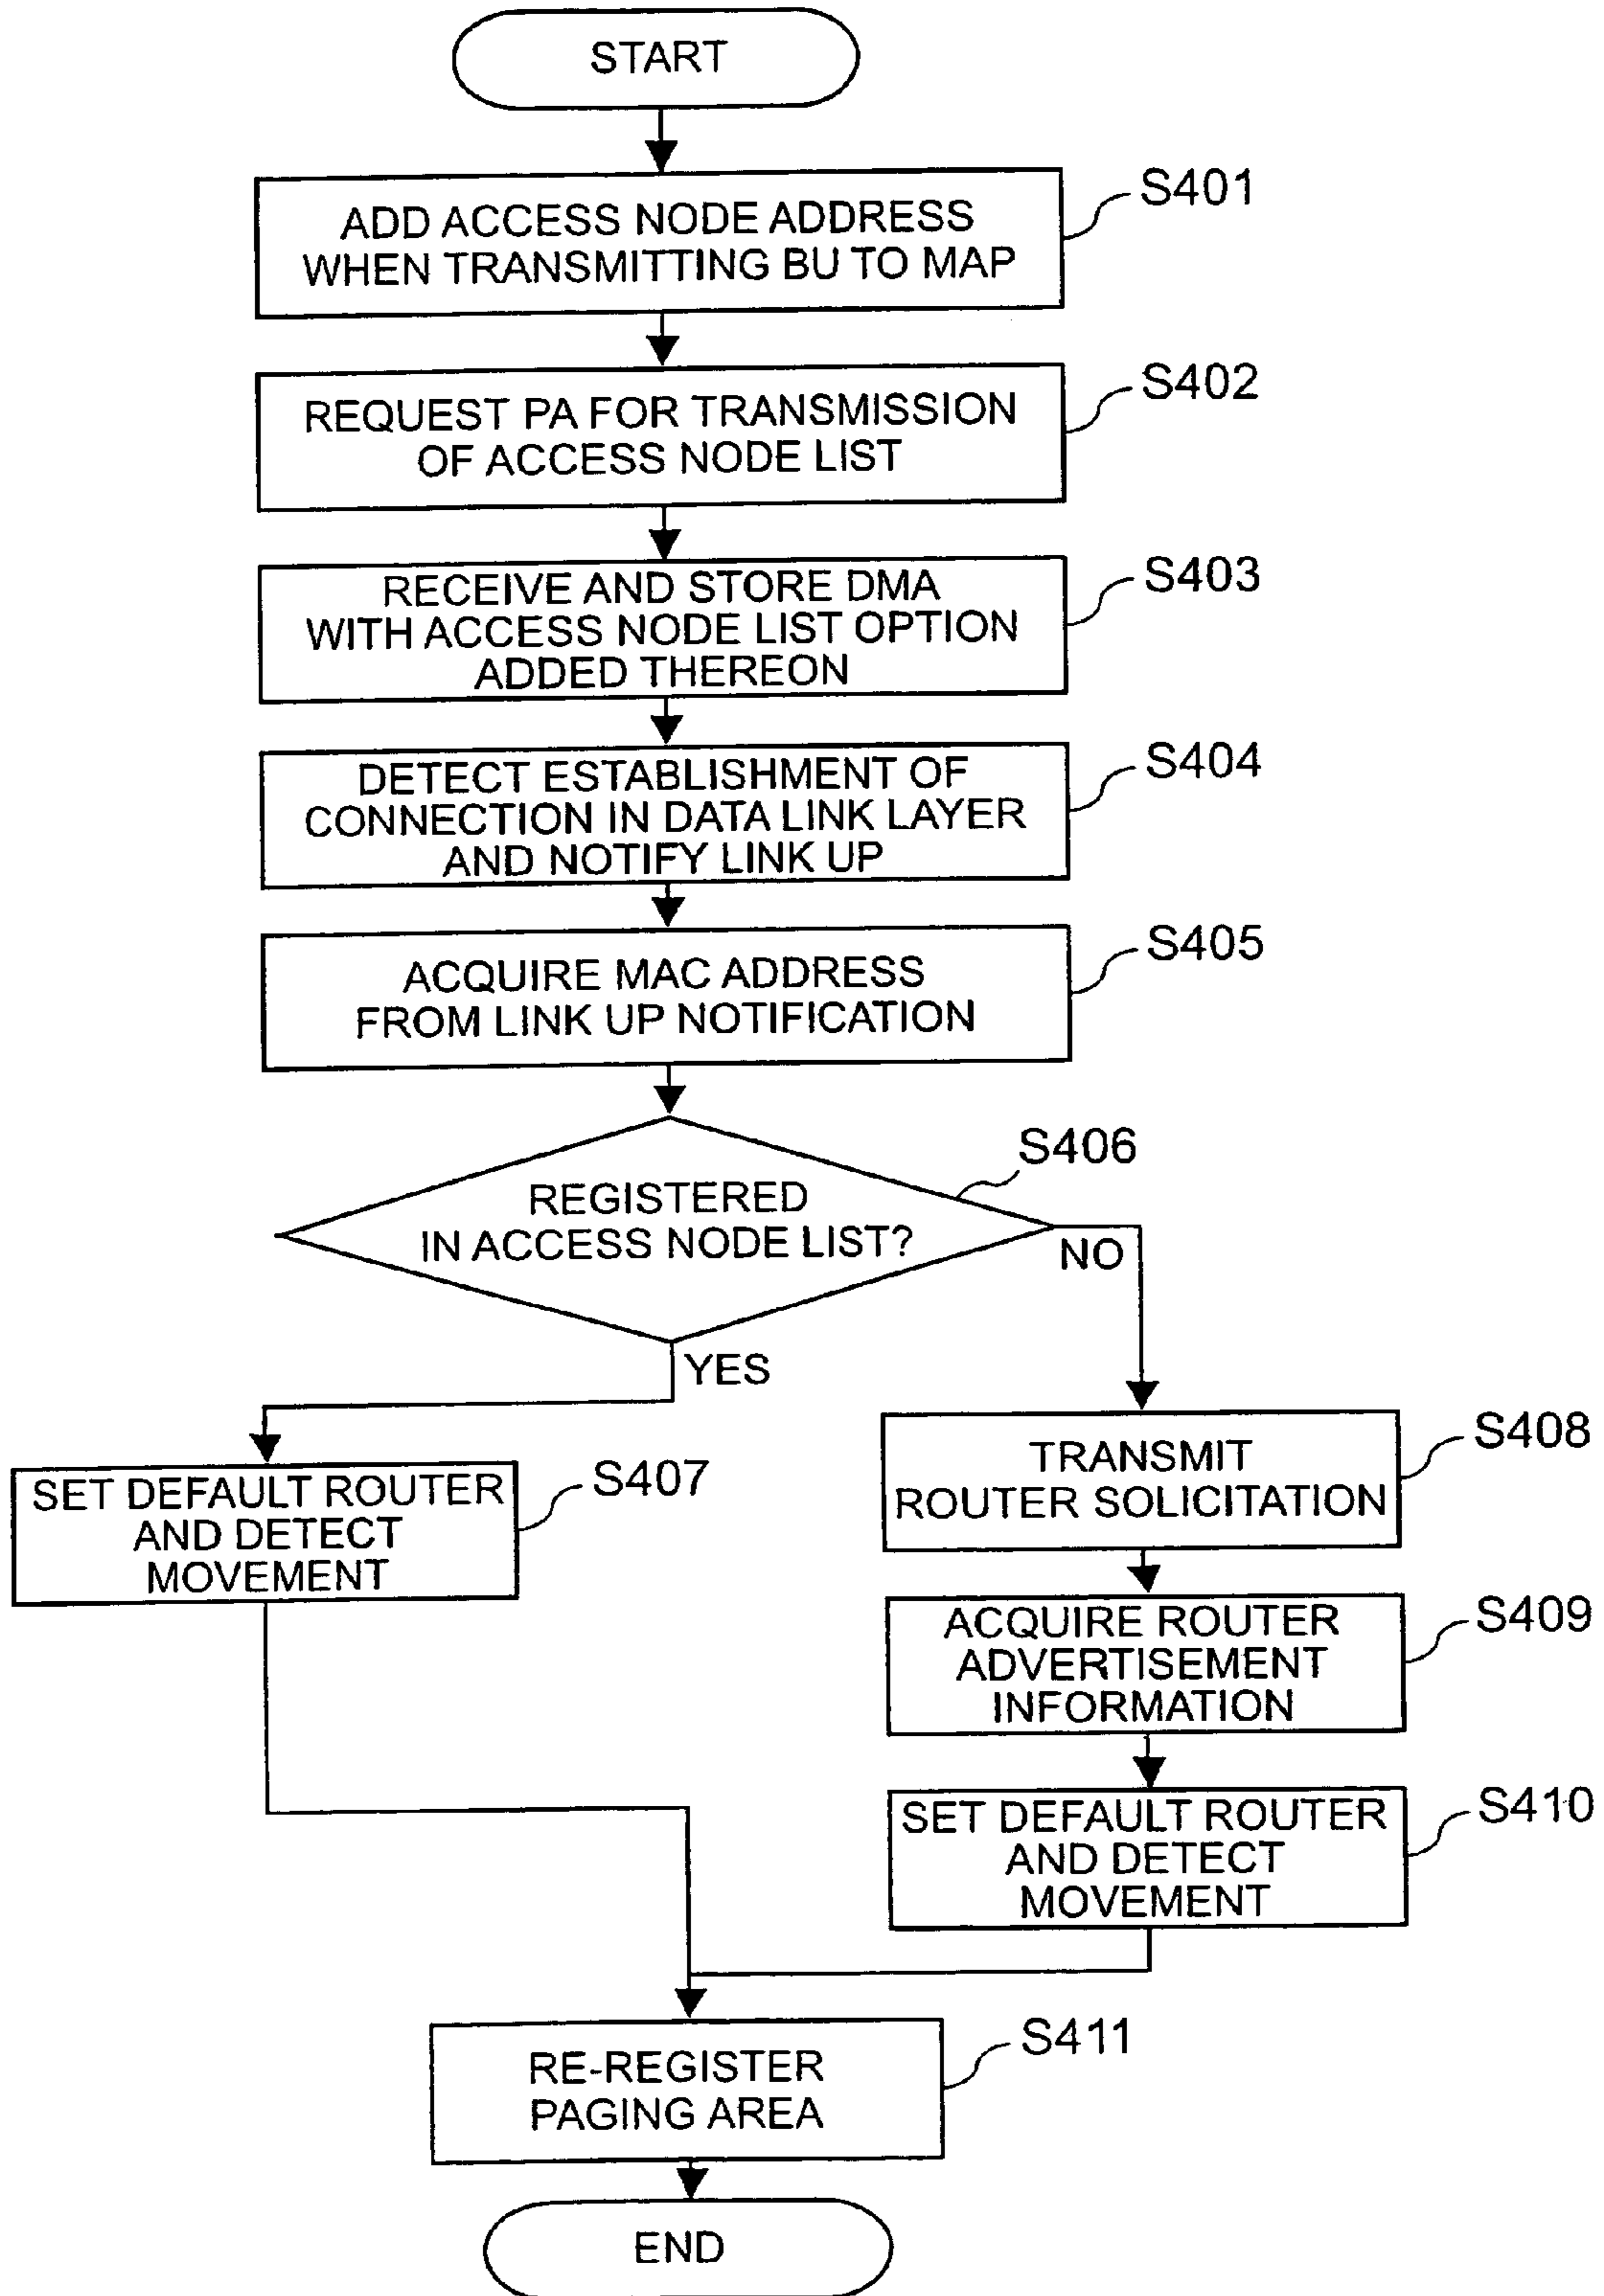 START
S401
ADD ACCESS NODE ADDRESS
WHEN TRANSMITTING BU TO MAP
S402
REQUEST PA FOR TRANSMISSION
OF ACCESS NODE LIST
S403
RECEIVE AND STORE DMA
WITH ACCESS NODE LIST OPTION
ADDED THEREON
S404
DETECT ESTABLISHMENT OF
CONNECTION IN DATA LINK LAYER
AND NOTIFY LINK UP
S405
ACQUIRE MAC ADDRESS
FROM LINK UP NOTIFICATION
S406
REGISTERED
IN ACCESS NODE LIST?
NO
YES
S407
SET DEFAULT ROUTER
AND DETECT
MOVEMENT
S408
TRANSMIT
ROUTER SOLICITATION
S409
ACQUIRE ROUTER
ADVERTISEMENT
INFORMATION
S410
SET DEFAULT ROUTER
AND DETECT
MOVEMENT
S411
RE-REGISTER
PAGING AREA
END